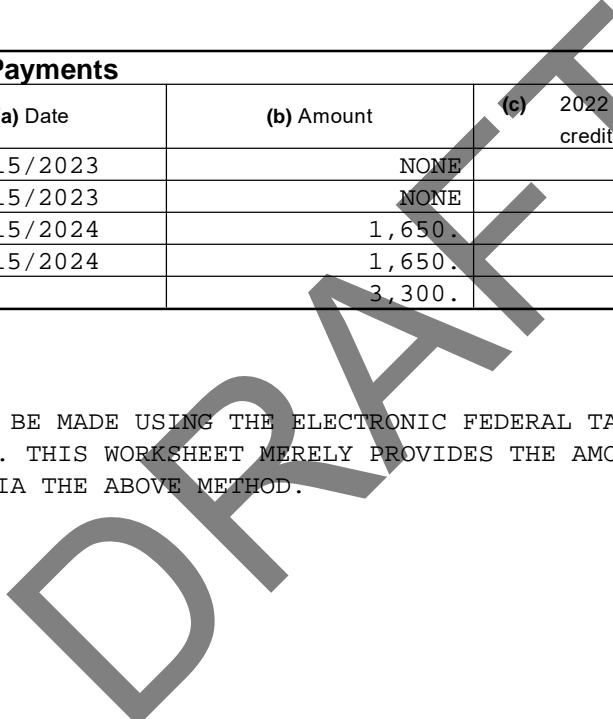 Payments
a) Date (b) Amount (c) 2022
credit
15/2023 NONE
15/2023 NONE
15/2024 1,650.
15/2024 1,650.
3,300.
BE MADE USING THE ELECTRONIC FEDERAL TA
. THIS WORKSHEET MERELY PROVIDES THE AMO
IA THE ABOVE METHOD.
DRAFT